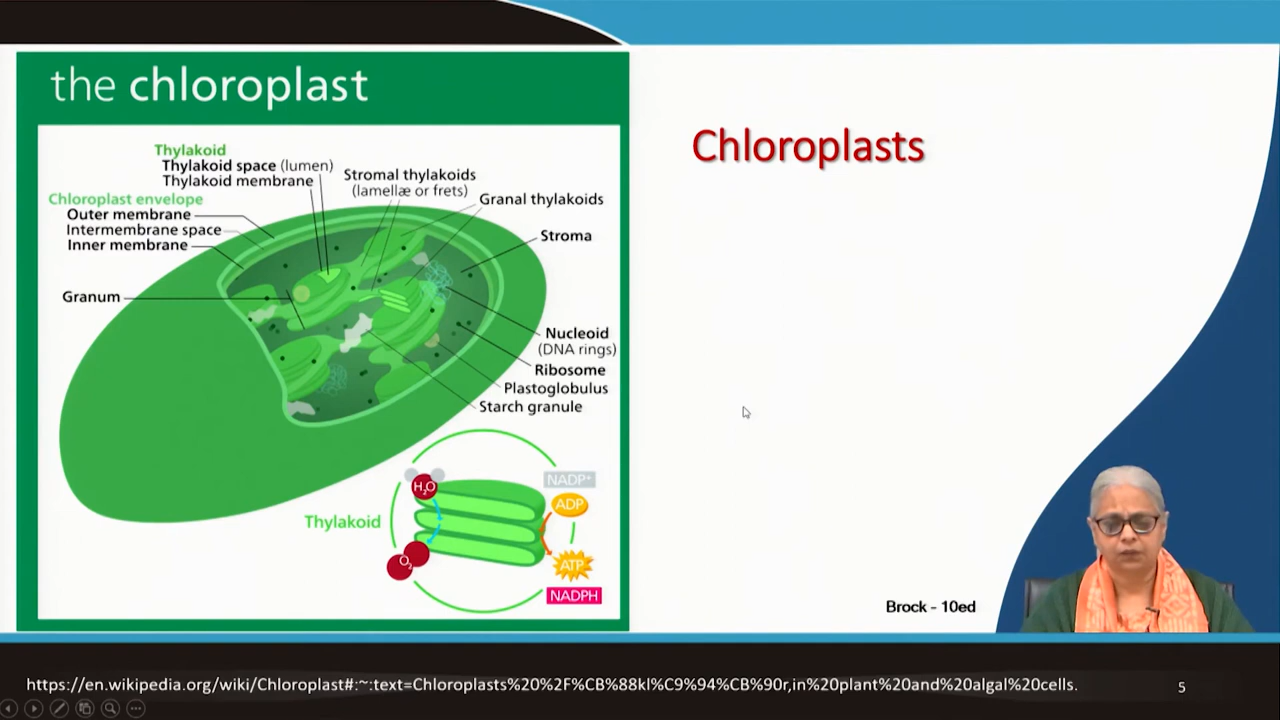 the chloroplast
Thylakoid
Thylakoid space (lumen)
Thylakoid membrane
Stromal thylakoids
(lamellæ or frets)
Granal thylakoids
Chloroplast envelope
Outer membrane
Intermembrane space
Inner membrane
Stroma
Granum
Nucleoid
(DNA rings)
Ribosome
Plastoglobulus
Starch granule
Thylakoid
H₂O
O₂
NADP⁺
ADP
ATP
NADPH
Chloroplasts
Brock - 10ed
https://en.wikipedia.org/wiki/Chloroplast#:~:text=Chloroplasts%20%2F%CB%88kl%C9%94%CB%90r,in%20plant%20and%20algal%20cells.
5